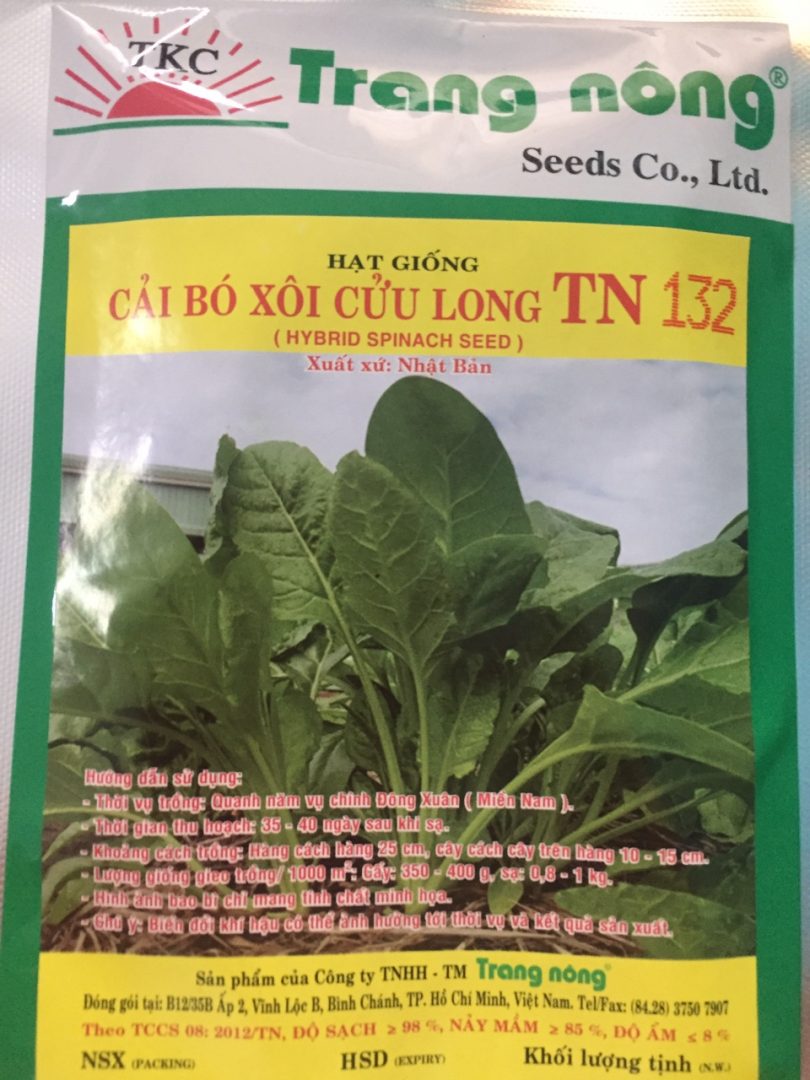 TKC
Trang nông®
Seeds Co., Ltd.
HẠT GIỐNG
CẢI BÓ XÔI CỬU LONG TN 132
( HYBRID SPINACH SEED )
Xuất xứ: Nhật Bản
Hướng dẫn sử dụng:
- Thời vụ trồng: Quanh năm vụ chính Đông Xuân ( Miền Nam ).
- Thời gian thu hoạch: 35 - 40 ngày sau khi sạ.
- Khoảng cách trồng: Hàng cách hàng 25 cm, cây cách cây trên hàng 10 - 15 cm.
- Lượng giống gieo trồng/ 1000 m²: Cấy: 350 - 400 g, sạ: 0,8 - 1 kg.
- Hình ảnh bao bì chỉ mang tính chất minh họa.
- Chú ý: Biến đổi khí hậu có thể ảnh hưởng tới thời vụ và kết quả sản xuất.
Sản phẩm của Công ty TNHH - TM Trang nông®
Đóng gói tại: B12/35B Ấp 2, Vĩnh Lộc B, Bình Chánh, TP. Hồ Chí Minh, Việt Nam. Tel/Fax: (84.28) 3750 7907
Theo TCCS 08: 2012/TN, ĐỘ SẠCH ≥ 98 %, NẢY MẦM ≥ 85 %, ĐỘ ẨM ≤ 8 %
NSX (PACKING) HSD (EXPIRY) Khối lượng tịnh (N.W.)